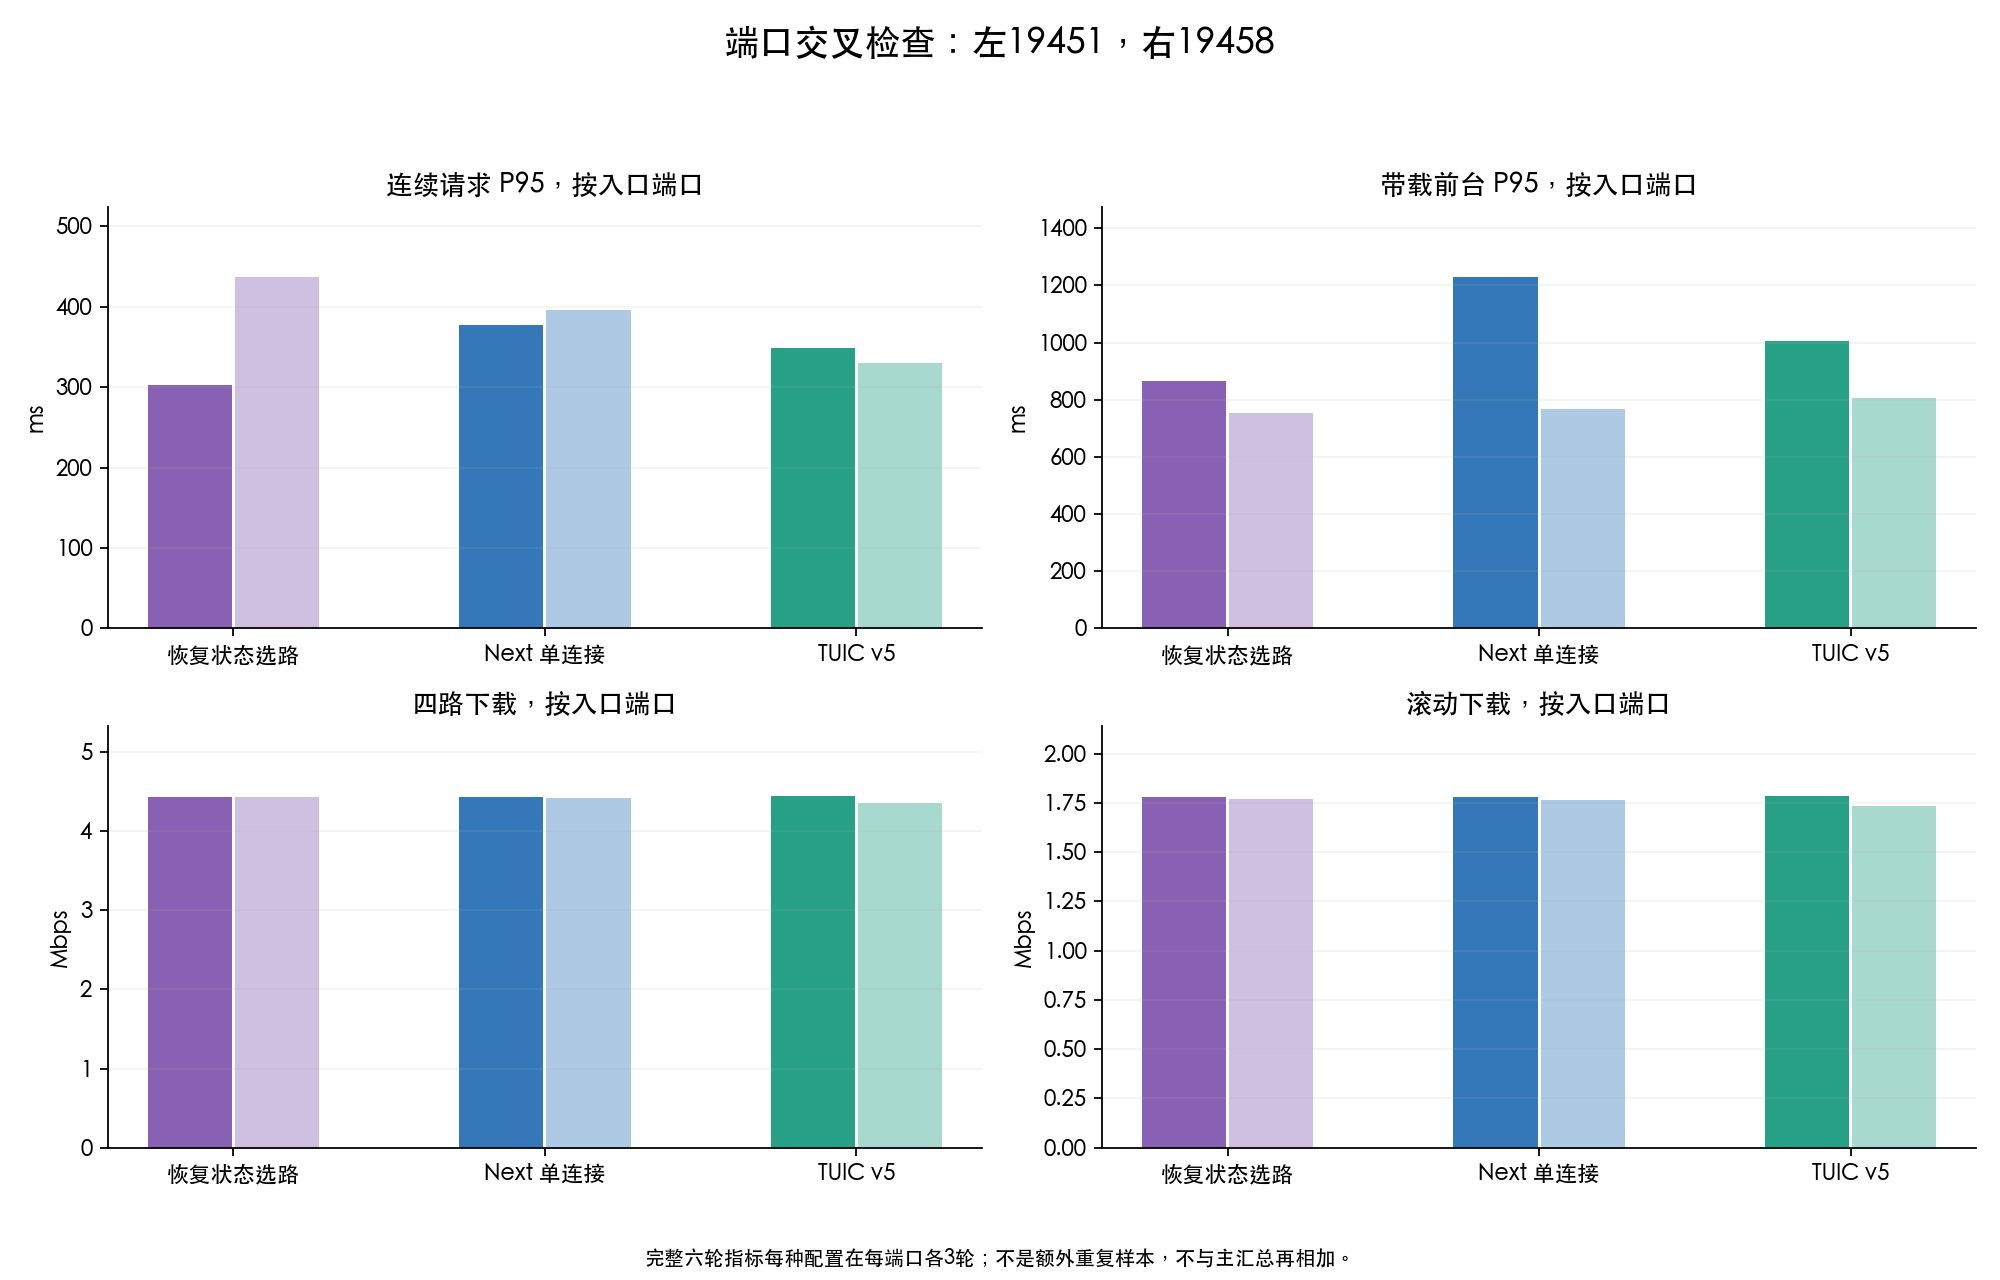 端口交叉检查：左19451，右19458
连续请求 P95，按入口端口
500
400
300
200
100
0
ms
恢复状态选路
Next 单连接
TUIC v5
带载前台 P95，按入口端口
1400
1200
1000
800
600
400
200
0
ms
恢复状态选路
Next 单连接
TUIC v5
四路下载，按入口端口
5
4
3
2
1
0
Mbps
恢复状态选路
Next 单连接
TUIC v5
滚动下载，按入口端口
2.00
1.75
1.50
1.25
1.00
0.75
0.50
0.25
0.00
Mbps
恢复状态选路
Next 单连接
TUIC v5
完整六轮指标每种配置在每端口各3轮；不是额外重复样本，不与主汇总再相加。